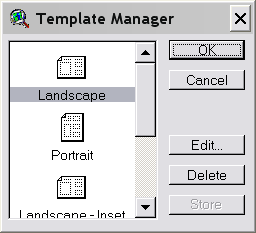 Template Manager
OK
Landscape
Cancel
Portrait
Edit...
Delete
Landscape - Inset
Store